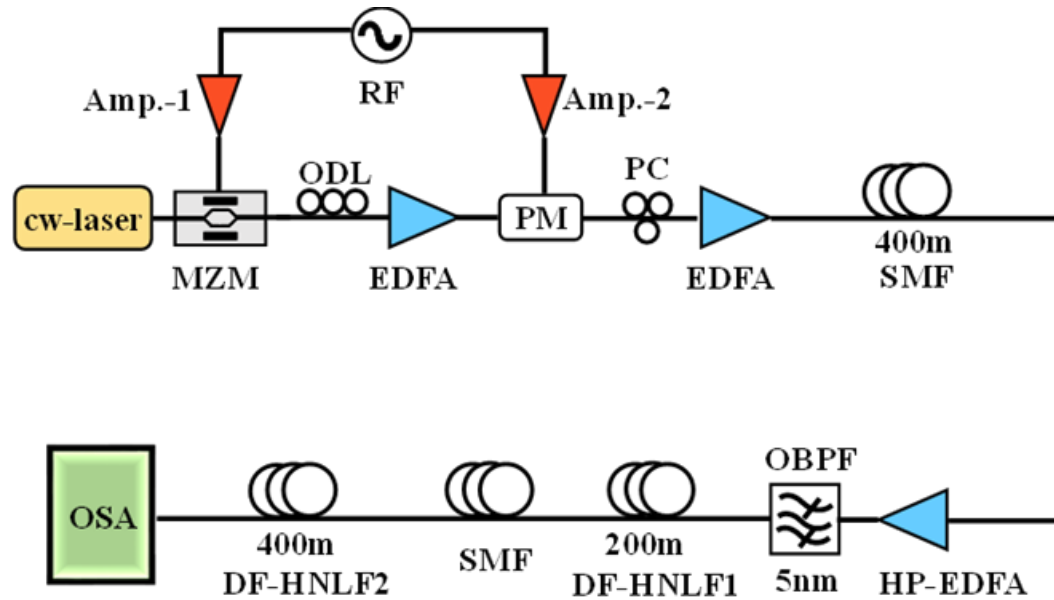 RF
Amp.-1
Amp.-2
ODL
PC
cw-laser
PM
400m
SMF
MZM
EDFA
EDFA
OBPF
OSA
400m
DF-HNLF2
SMF
200m
DF-HNLF1
5nm
HP-EDFA